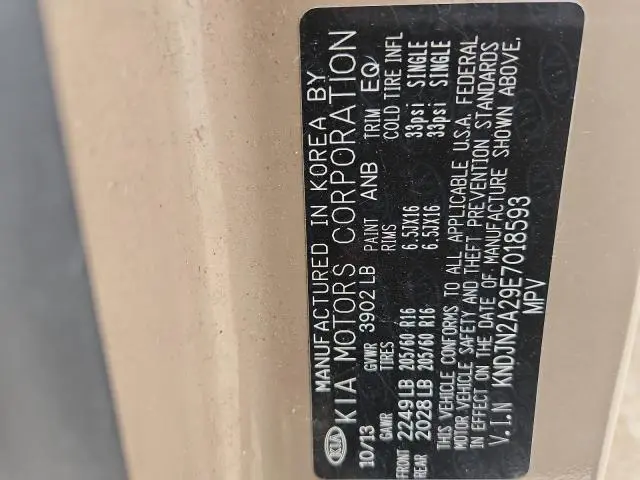 KIA MANUFACTURED IN KOREA BY
KIA MOTORS CORPORATION
10/13 GVWR 3902LB PAINT ANB TRIM EQ
GAWR TIRES RIMS COLD TIRE INFL
FRONT 2249LB 205/60 R16 6.5JX16 33psi SINGLE
REAR 2028LB 205/60 R16 6.5JX16 33psi SINGLE
THIS VEHICLE CONFORMS TO ALL APPLICABLE U.S.A. FEDERAL
MOTOR VEHICLE SAFETY AND THEFT PREVENTION STANDARDS
IN EFFECT ON THE DATE OF MANUFACTURE SHOWN ABOVE.
V.I.N KNDJN2A29E7018593
MPV